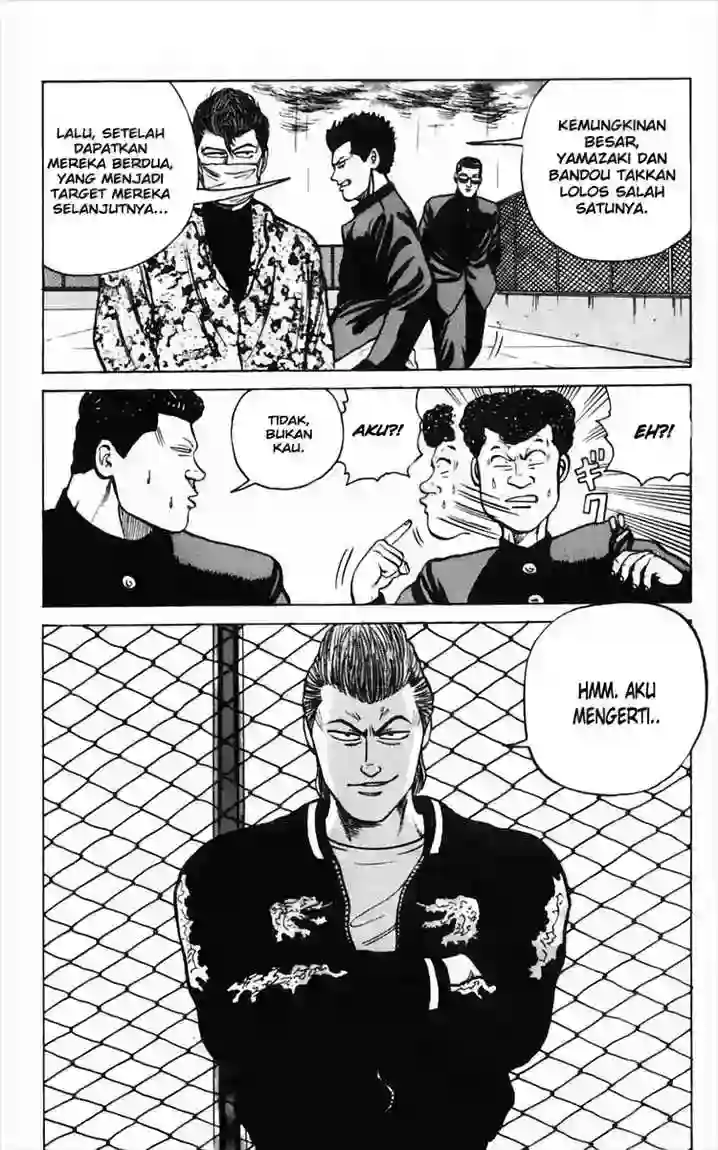 KEMUNGKINAN
BESAR,
YAMAZAKI DAN
BANDOU TAKKAN
LOLOS SALAH
SATUNYA.
LALU, SETELAH
DAPATKAN
MEREKA BERDUA,
YANG MENJADI
TARGET MEREKA
SELANJUTNYA...
EH?!
ギク
AKU?!
TIDAK,
BUKAN
KAU.
HMM. AKU
MENGERTI..